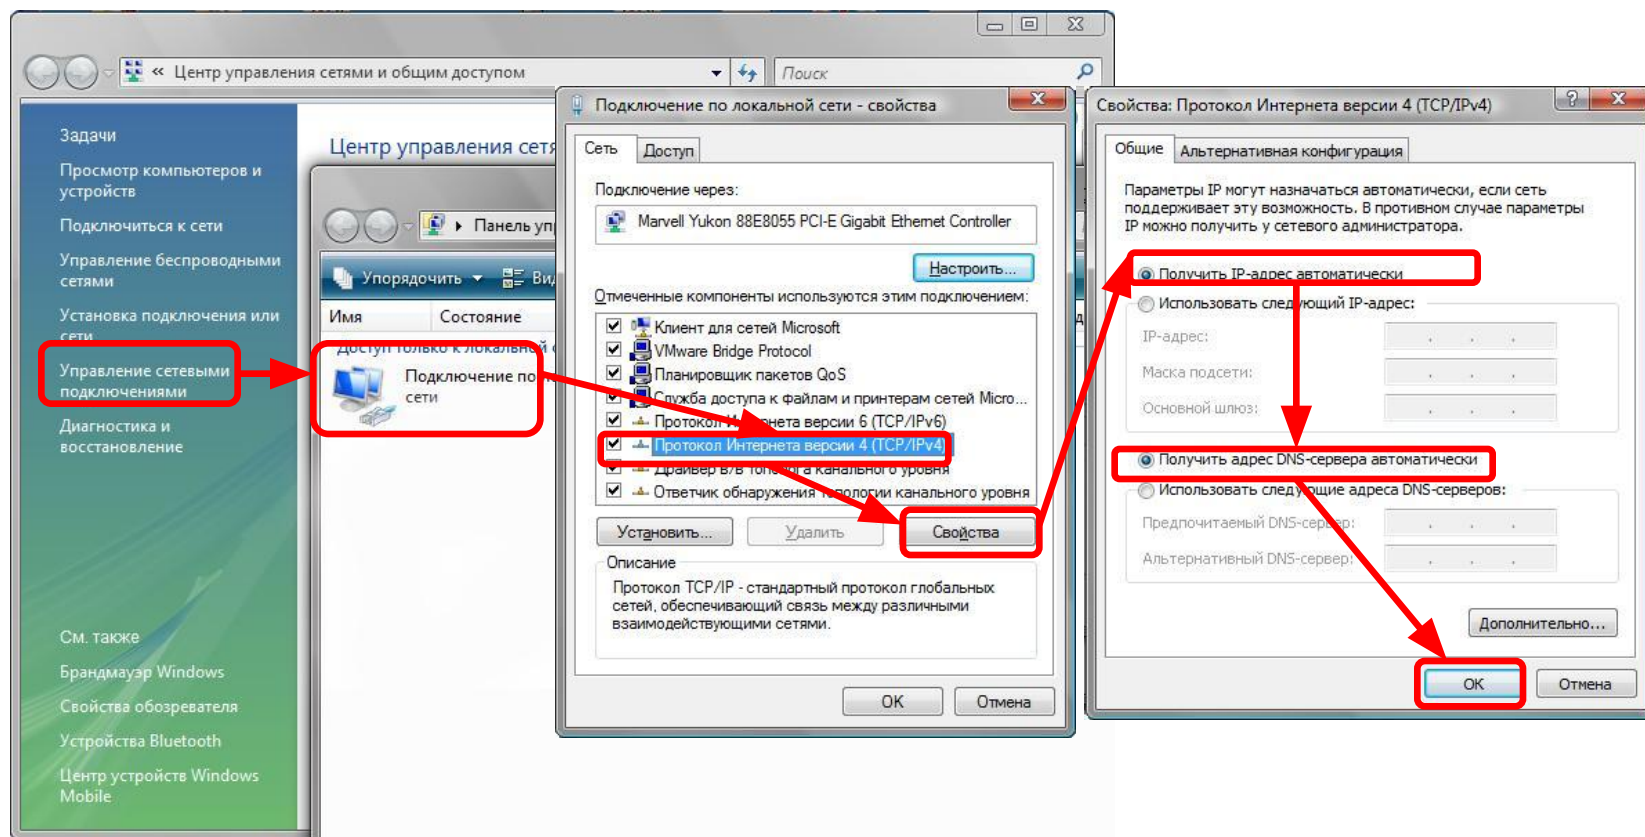 « Центр управления сетями и общим доступом
Поиск
Задачи
Просмотр компьютеров и
устройств
Подключиться к сети
Управление беспроводными
сетями
Установка подключения или
сети
Управление сетевыми
подключениями
Диагностика и
восстановление
См. также
Брандмауэр Windows
Свойства обозревателя
Устройства Bluetooth
Центр устройств Windows
Mobile
Центр управления
Панель
Упорядочить
Имя Состояние
Доступ только к локальной
Подключение по
сети
Подключение по локальной сети - свойства
Сеть Доступ
Подключение через:
Marvell Yukon 88E8055 PCI-E Gigabit Ethernet Controller
Настроить...
Отмеченные компоненты используются этим подключением:
Клиент для сетей Microsoft
VMware Bridge Protocol
Планировщик пакетов QoS
Служба доступа к файлам и принтерам сетей Micro...
Протокол Интернета версии 6 (TCP/IPv6)
Протокол Интернета версии 4 (TCP/IPv4)
Драйвер в/в тополога канального уровня
Ответчик обнаружения топологии канального уровня
Установить... Удалить Свойства
Описание
Протокол TCP/IP - стандартный протокол глобальных
сетей, обеспечивающий связь между различными
взаимодействующими сетями.
OK Отмена
Свойства: Протокол Интернета версии 4 (TCP/IPv4)
Общие Альтернативная конфигурация
Параметры IP могут назначаться автоматически, если сеть
поддерживает эту возможность. В противном случае параметры
IP можно получить у сетевого администратора.
Получить IP-адрес автоматически
Использовать следующий IP-адрес:
IP-адрес:
Маска подсети:
Основной шлюз:
Получить адрес DNS-сервера автоматически
Использовать следующие адреса DNS-серверов:
Предпочитаемый DNS-сервер:
Альтернативный DNS-сервер:
Дополнительно...
OK Отмена